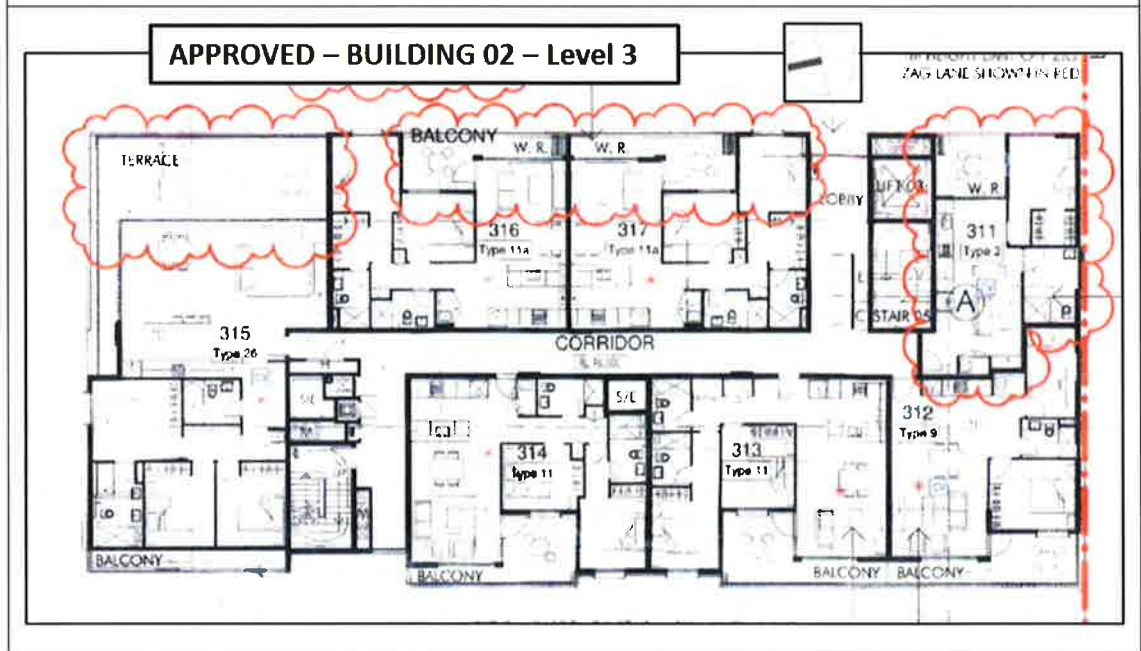 APPROVED – BUILDING 02 – Level 3
ZAG LANE SHOWN IN RED
TERRACE
BALCONY
W. R.
W. R.
316
Type 11a
317
Type 11a
LOBBY
LIFT 03
W. R
311
Type 2
A
STAIR 05
CORRIDOR
315
Type 26
S/E
314
Type 11
313
Type 11
312
Type 9
BALCONY
BALCONY
BALCONY
BALCONY